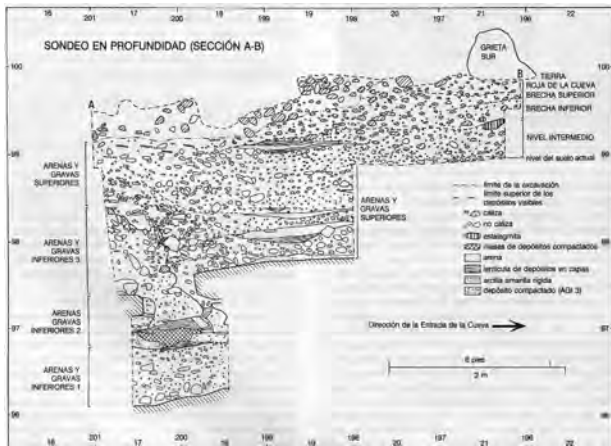 16 201 17 200 18 199 19 198 20 197 21 196 22
SONDEO EN PROFUNDIDAD (SECCIÓN A-B)
GRIETA
SUR
100
100
A
B
TIERRA
ROJA DE LA CUEVA
BRECHA SUPERIOR
BRECHA INFERIOR
NIVEL INTERMEDIO
nivel del suelo actual
99
99
ARENAS Y
GRAVAS
SUPERIORES
ARENAS Y
GRAVAS
SUPERIORES
límite de la excavación
límite superior de los
depósitos visibles
caliza
no caliza
estalagmita
masas de depósitos compactados
arena
lentícula de depósitos en capas
arcilla amarilla rígida
depósito compactado (AGI 3)
98
98
ARENAS Y
GRAVAS
INFERIORES 3
ARENAS
GRAVAS
INFERIORES 2
97
97
Dirección de la Entrada de la Cueva
6 pies
2 m
ARENAS Y
GRAVAS
INFERIORES 1
96
16 201 17 200 18 199 19 198 20 197 21 196 22